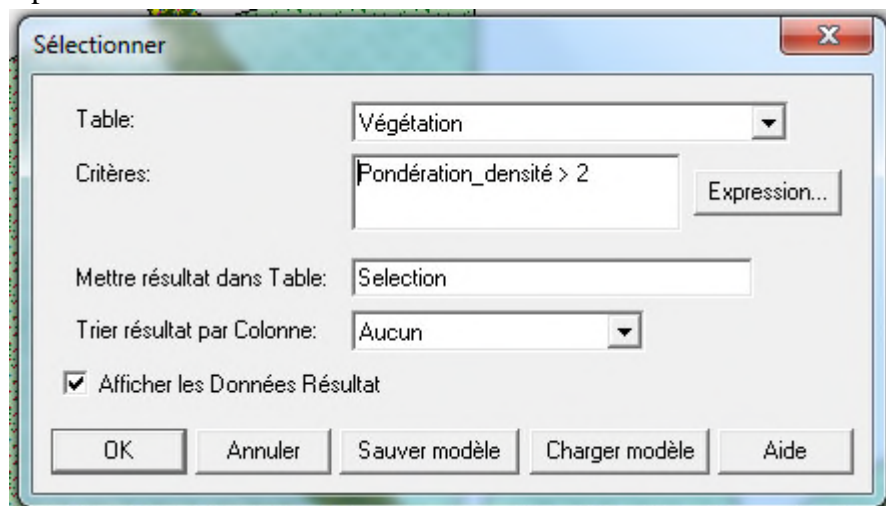 Sélectionner
Table: Végétation
Critères: Pondération_densité > 2
Expression...
Mettre résultat dans Table: Selection
Trier résultat par Colonne: Aucun
Afficher les Données Résultat
OK Annuler Sauver modèle Charger modèle Aide